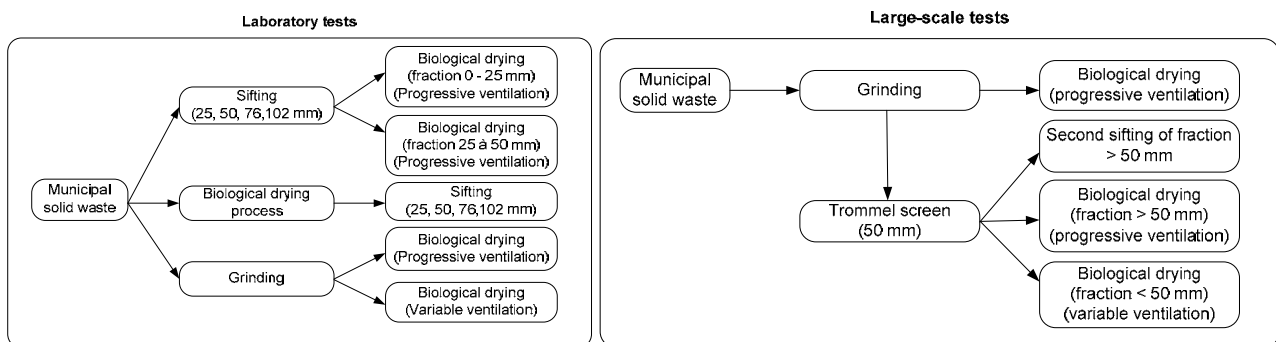 Laboratory tests
Biological drying
(fraction 0 - 25 mm)
(Progressive ventilation)
Sifting
(25, 50, 76,102 mm)
Biological drying
(fraction 25 à 50 mm)
(Progressive ventilation)
Municipal
solid waste
Biological drying
process
Sifting
(25, 50, 76,102 mm)
Grinding
Biological drying
(Progressive ventilation)
Biological drying
(Variable ventilation)
Large-scale tests
Municipal
solid waste
Grinding
Biological drying
(progressive ventilation)
Second sifting of fraction
> 50 mm
Trommel screen
(50 mm)
Biological drying
(fraction > 50 mm)
(progressive ventilation)
Biological drying
(fraction < 50 mm)
(variable ventilation)